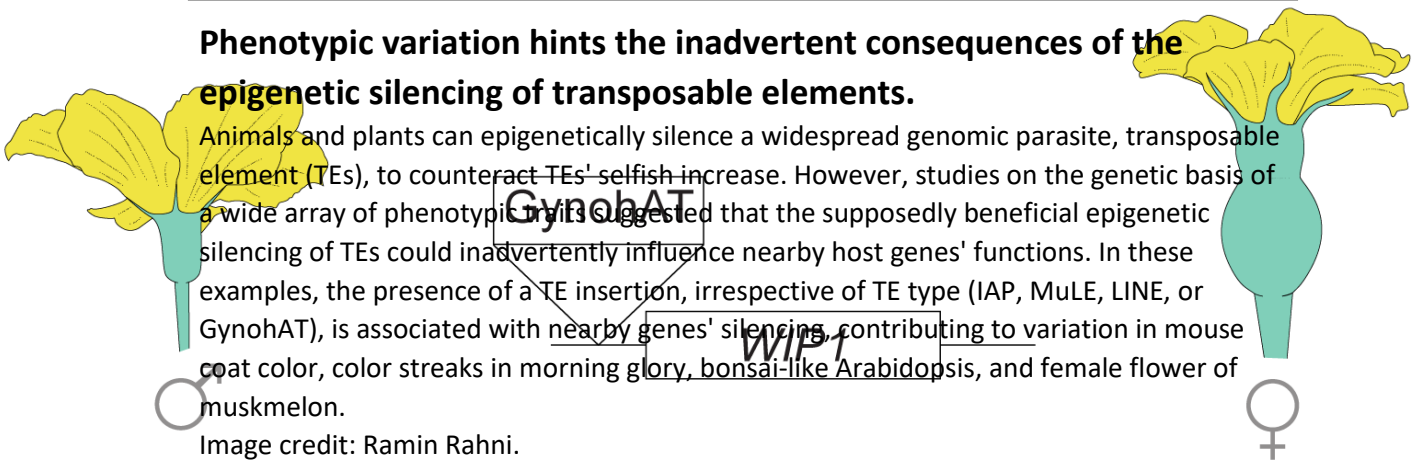 Phenotypic variation hints the inadvertent consequences of the
epigenetic silencing of transposable elements.
Animals and plants can epigenetically silence a widespread genomic parasite, transposable
element (TEs), to counteract TEs' selfish increase. However, studies on the genetic basis of
a wide array of phenotypic traits suggested that the supposedly beneficial epigenetic
silencing of TEs could inadvertently influence nearby host genes' functions. In these
examples, the presence of a TE insertion, irrespective of TE type (IAP, MuLE, LINE, or
GynohAT), is associated with nearby genes' silencing, contributing to variation in mouse
coat color, color streaks in morning glory, bonsai-like Arabidopsis, and female flower of
muskmelon.
Image credit: Ramin Rahni.
GynohAT
WIP1
♂
♀